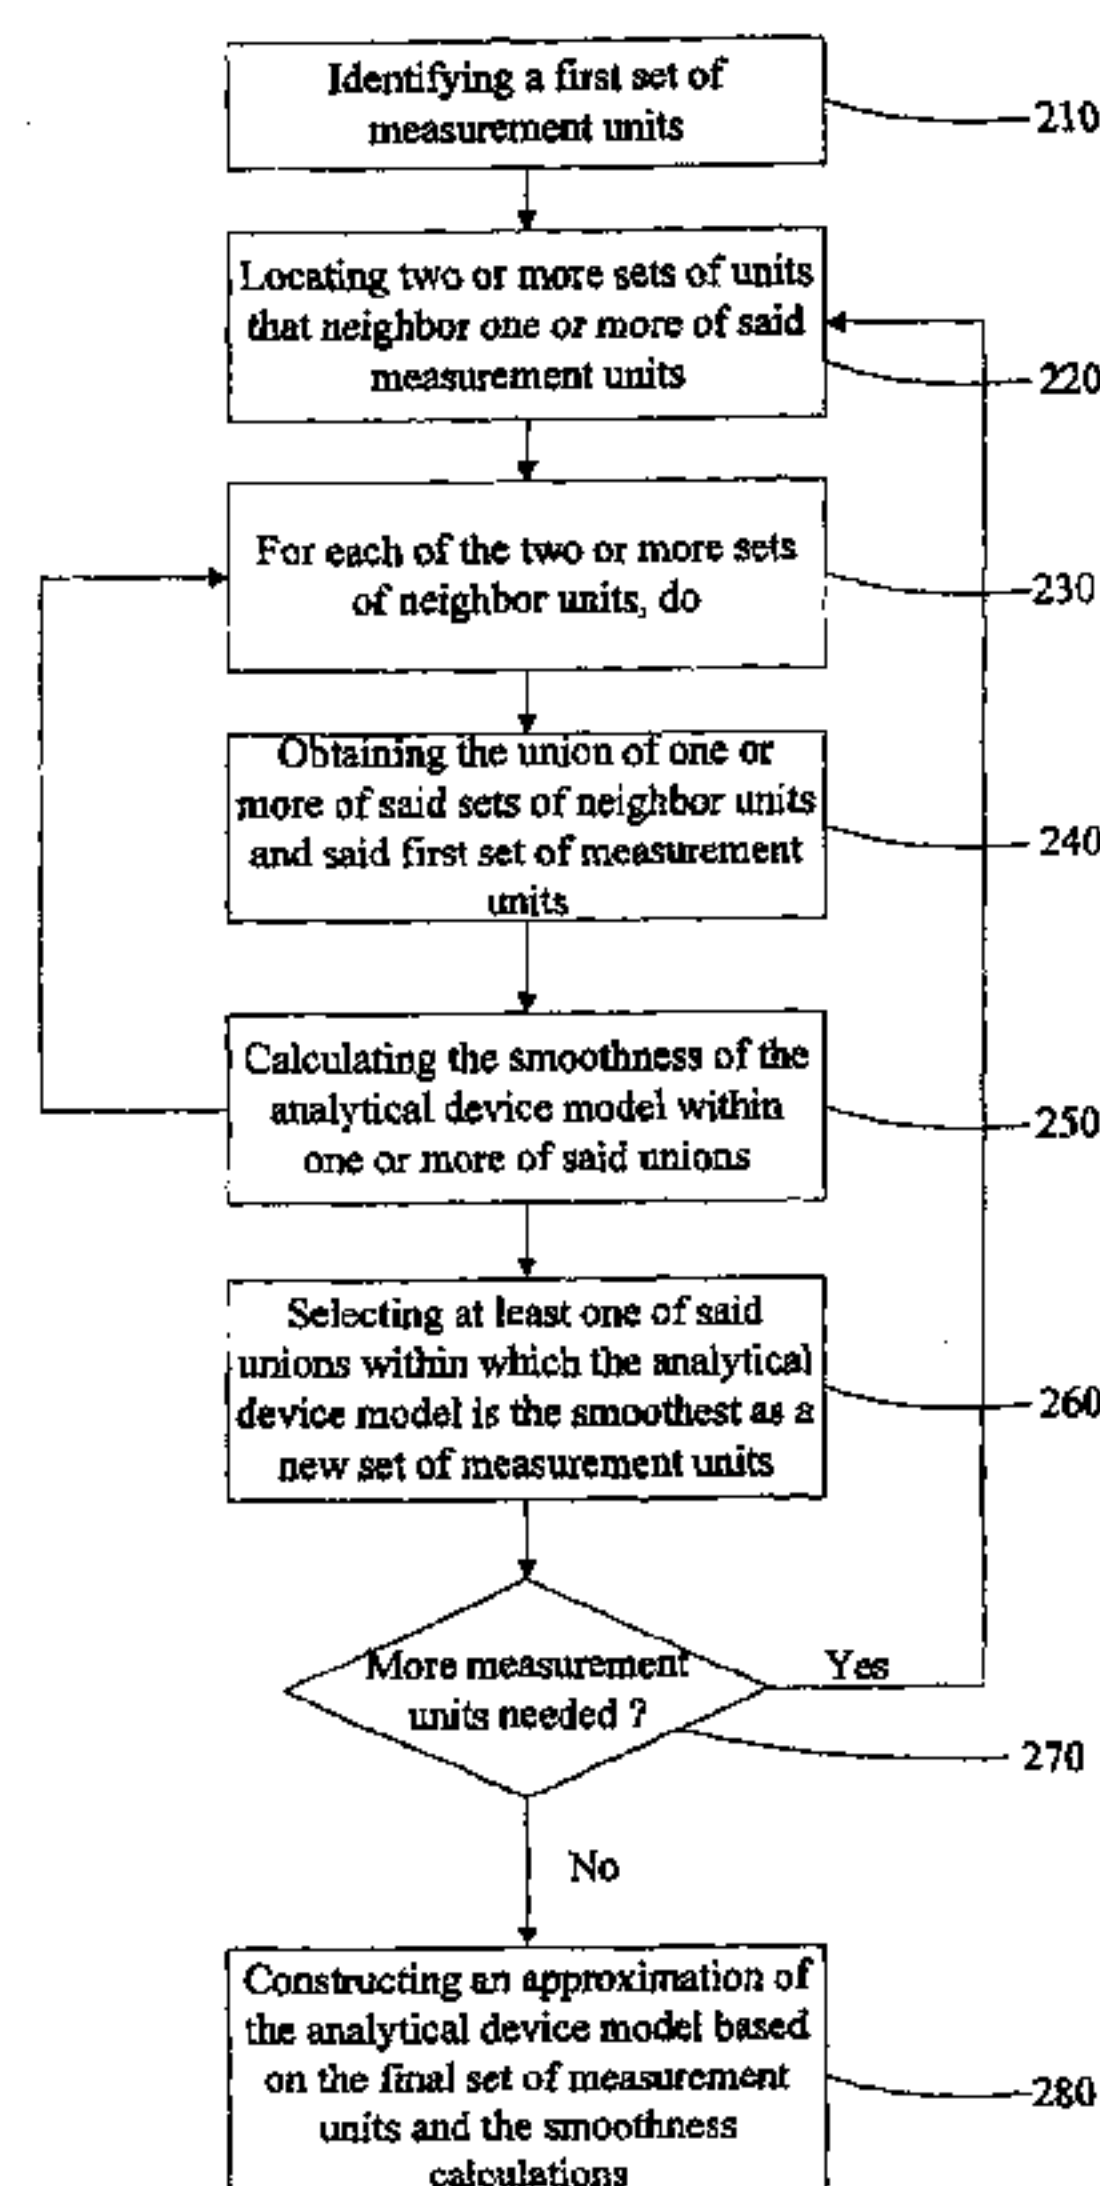 Identifying a first set of
measurement units
210
Locating two or more sets of units
that neighbor one or more of said
measurement units
220
For each of the two or more sets
of neighbor units, do
230
Obtaining the union of one or
more of said sets of neighbor units
and said first set of measurement
units
240
Calculating the smoothness of the
analytical device model within
one or more of said unions
250
Selecting at least one of said
unions within which the analytical
device model is the smoothest as a
new set of measurement units
260
More measurement
units needed ?
Yes
270
No
Constructing an approximation of
the analytical device model based
on the final set of measurement
units and the smoothness
calculations
280